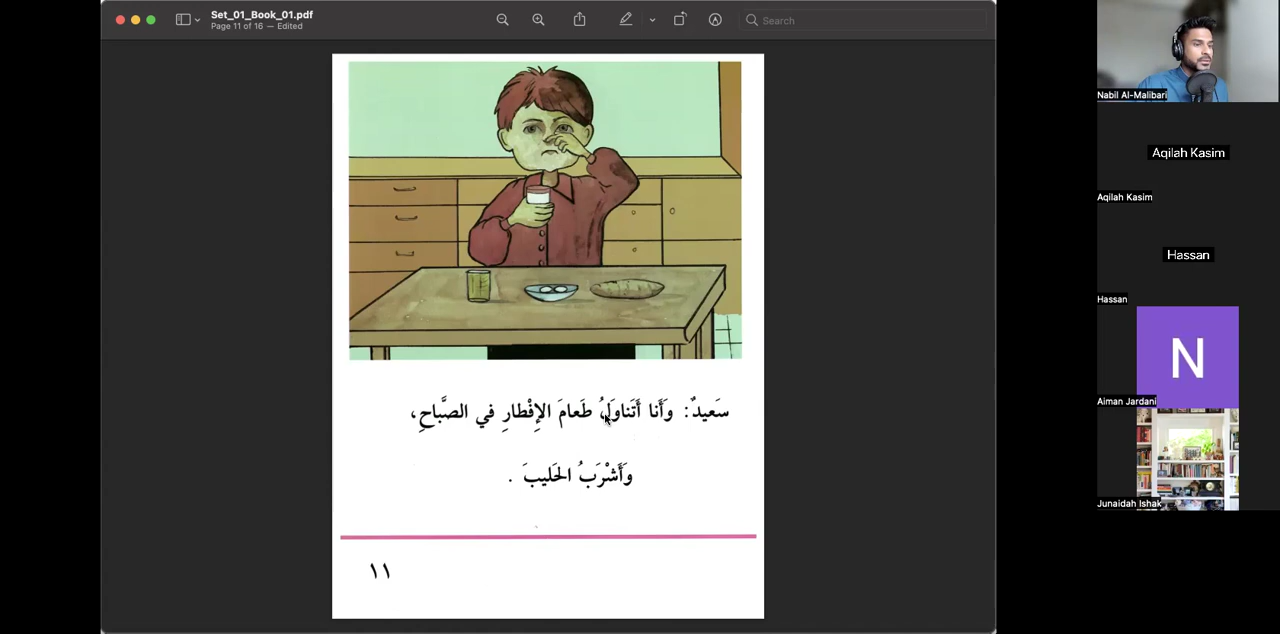 Set_01_Book_01.pdf
Page 11 of 16 — Edited
Search
سَعيدٌ: وَأَنا أَتَناوَلُ طَعامَ الإِفْطارِ في الصَّباحِ،
وَأَشْرَبُ الحَليبَ .
١١
Nabil Al-Malibari
Aqilah Kasim
Aqilah Kasim
Hassan
Hassan
N
Aiman Jardani
Junaidah Ishak